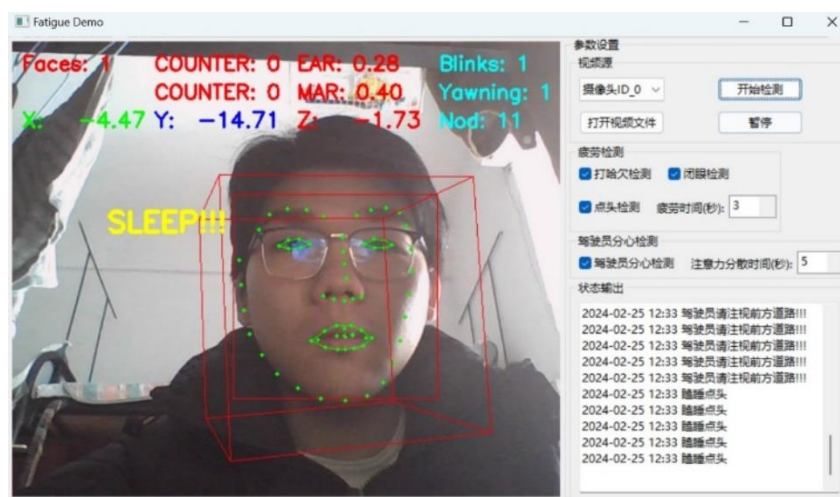 Fatigue Demo
Faces: 1 COUNTER: 0 EAR: 0.28 Blinks: 1
COUNTER: 0 MAR: 0.40 Yawning: 1
X: -4.47 Y: -14.71 Z: -1.73 Nod: 11
SLEEP!!!
参数设置
视频源
摄像头ID_0 开始检测
打开视频文件 暂停
疲劳检测
打哈欠检测 闭眼检测
点头检测 疲劳时间(秒): 3
驾驶员分心检测
驾驶员分心检测 注意力分散时间(秒): 5
状态输出
2024-02-25 12:33 驾驶员请注视前方道路!!!
2024-02-25 12:33 驾驶员请注视前方道路!!!
2024-02-25 12:33 驾驶员请注视前方道路!!!
2024-02-25 12:33 驾驶员请注视前方道路!!!
2024-02-25 12:33 驾驶员请注视前方道路!!!
2024-02-25 12:33 瞌睡点头
2024-02-25 12:33 瞌睡点头
2024-02-25 12:33 瞌睡点头
2024-02-25 12:33 瞌睡点头
2024-02-25 12:33 瞌睡点头